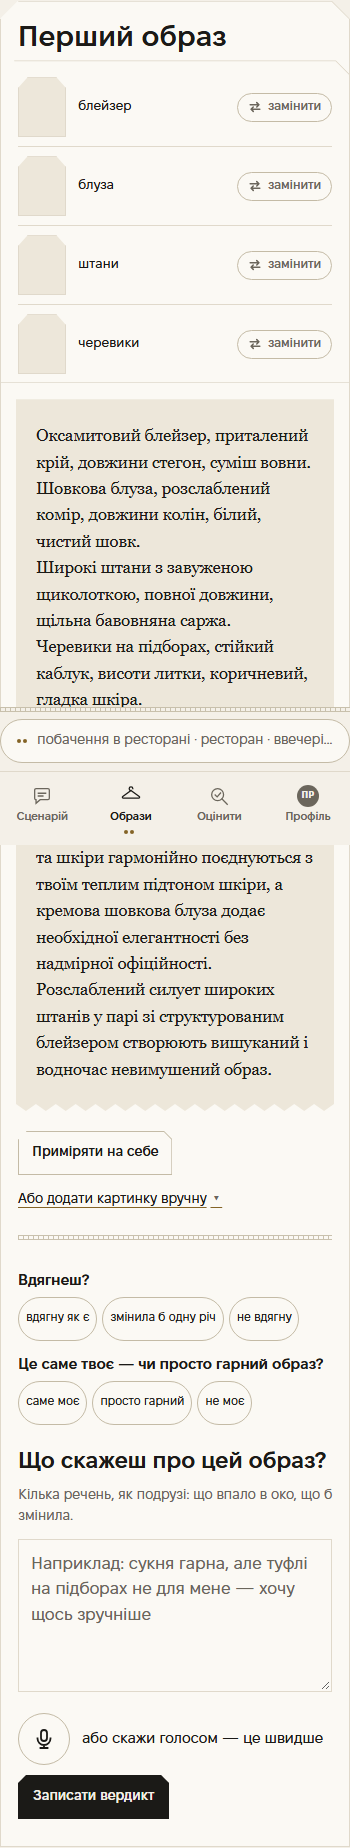 Перший образ
блейзер
замінити
блуза
замінити
штани
замінити
черевики
замінити
Оксамитовий блейзер, приталений
крій, довжини стегон, суміш вовни.
Шовкова блуза, розслаблений
комір, довжини колін, білий,
чистий шовк.
Широкі штани з завуженою
щиколоткою, повної довжини,
щільна бавовняна саржа.
Черевики на підборах, стійкий
каблук, висоти литки, коричневий,
гладка шкіра.
побачення в ресторані · ресторан · ввечері...
Сценарій
Образи
Оцінити
ПР
Профіль
та шкіри гармонійно поєднуються з
твоїм теплим підтоном шкіри, а
кремова шовкова блуза додає
необхідної елегантності без
надмірної офіційності.
Розслаблений силует широких
штанів у парі зі структурованим
блейзером створюють вишуканий і
водночас невимушений образ.
Приміряти на себе
Або додати картинку вручну
Вдягнеш?
вдягну як є
змінила б одну річ
не вдягну
Це саме твоє — чи просто гарний образ?
саме моє
просто гарний
не моє
Що скажеш про цей образ?
Кілька речень, як подрузі: що впало в око, що б
змінила.
Наприклад: сукня гарна, але туфлі
на підборах не для мене — хочу
щось зручніше
або скажи голосом — це швидше
Записати вердикт